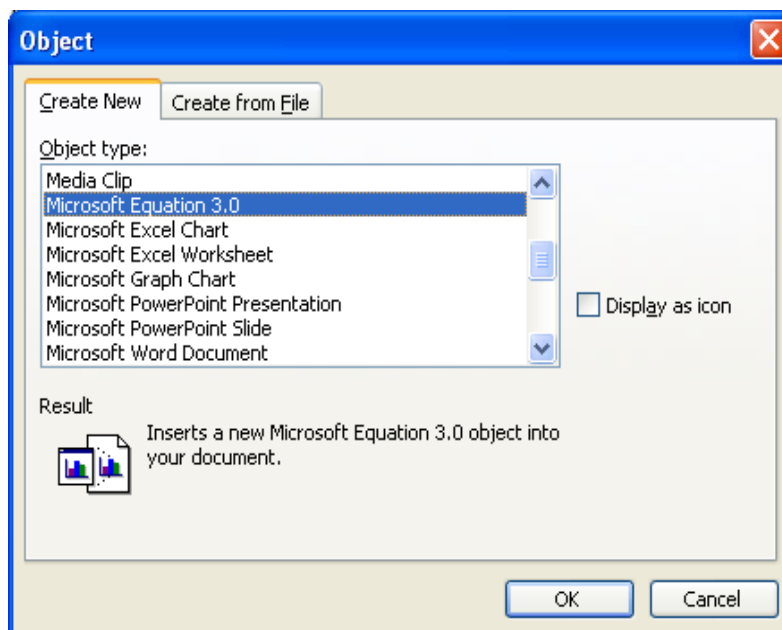 Object
Create New
Create from File
Object type:
Media Clip
Microsoft Equation 3.0
Microsoft Excel Chart
Microsoft Excel Worksheet
Microsoft Graph Chart
Microsoft PowerPoint Presentation
Microsoft PowerPoint Slide
Microsoft Word Document
Display as icon
Result
Inserts a new Microsoft Equation 3.0 object into
your document.
OK
Cancel